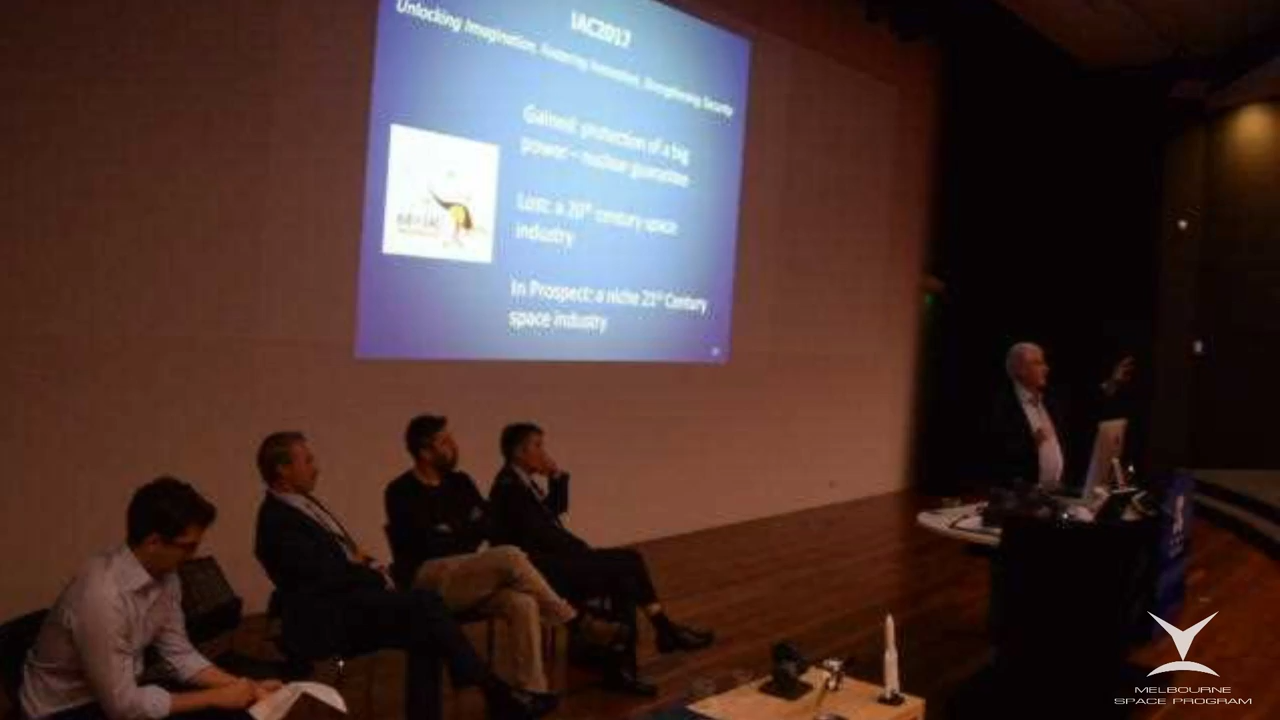 IAC2017
Unlocking Imagination, Fostering Innovation, Strengthening Security
Gained: protection of a big
power – nuclear guarantee
Lost: a 20th century space
industry
In Prospect: a niche 21st Century
space industry
MELBOURNE
SPACE PROGRAM